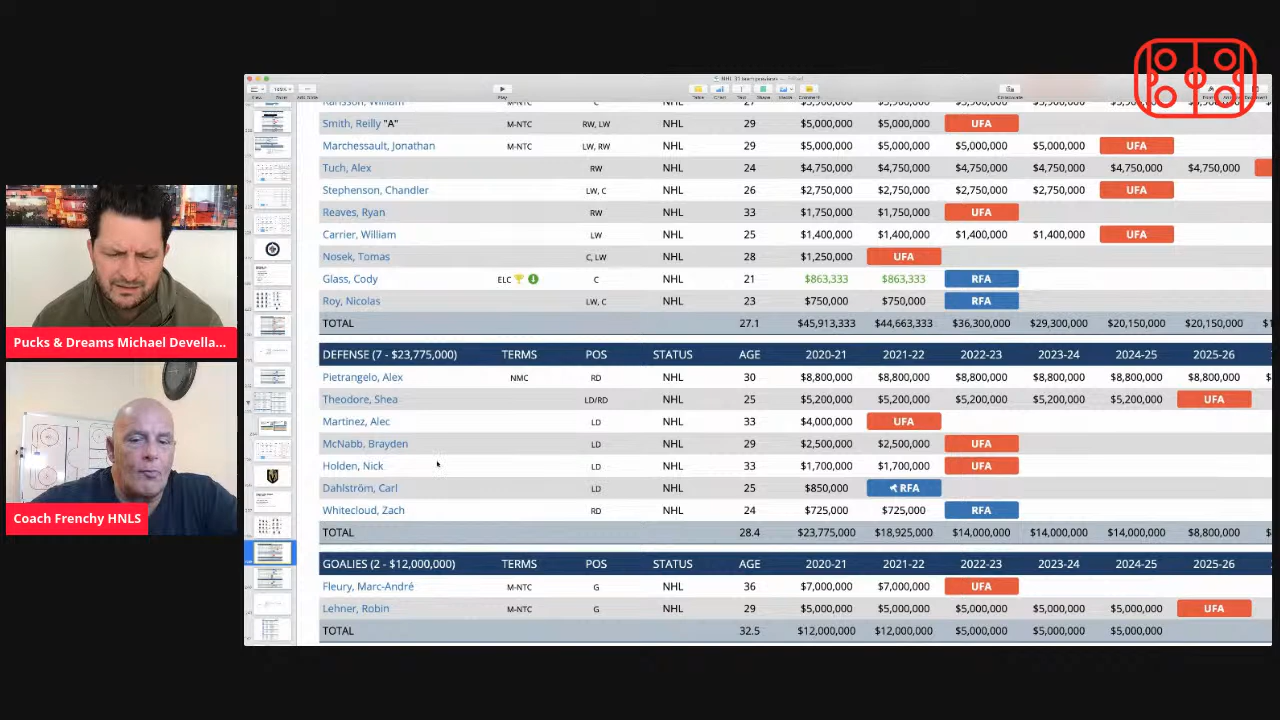 NHL
Smith, Reilly "A" M-NTC RW, LW NHL 29 $5,000,000 $5,000,000 UFA
Marchessault, Jonathan M-NTC LW, RW NHL 29 $5,000,000 $5,000,000 $5,000,000 $5,000,000 UFA
Tuch, Alex RW NHL 24 $4,750,000 $4,750,000 $4,750,000 $4,750,000 $4,750,000 $4,750,000
Stephenson, Chandler LW, C NHL 26 $2,750,000 $2,750,000 $2,750,000 $2,750,000 UFA
Reaves, Ryan RW NHL 33 $1,750,000 $1,750,000 UFA
Carrier, William LW NHL 25 $1,400,000 $1,400,000 $1,400,000 $1,400,000 UFA
Nosek, Tomas C, LW NHL 28 UFA
Glass, Cody ELC C NHL 21 $863,333 $863,333 RFA
Roy, Nicolas LW, C NHL 23 $750,000 $750,000 RFA
TOTAL 27.1 $45,913,333 $44,663,333 $20,150,000
DEFENSE (7 - $23,775,000) TERMS POS STATUS AGE 2020-21 2021-22 2022-23 2023-24 2024-25 2025-26
Pietrangelo, Alex NMC RD NHL 30 $8,800,000 $8,800,000 $8,800,000 $8,800,000 $8,800,000 $8,800,000
Theodore, Shea LD/RD NHL 25 $5,200,000 $5,200,000 $5,200,000 $5,200,000 $5,200,000 UFA
Martinez, Alec LD NHL 33 $4,000,000 UFA
McNabb, Brayden LD NHL 29 $2,500,000 $2,500,000 UFA
Holden, Nick LD NHL 33 $1,700,000 $1,700,000 UFA
Dahlström, Carl LD NHL 25 $850,000 RFA
Whitecloud, Zach RD NHL 24 $725,000 $725,000 RFA
TOTAL 28.4 $23,775,000 $18,925,000 $14,000,000 $14,000,000 $14,000,000 $8,800,000
GOALIES (2 - $12,000,000) TERMS POS STATUS AGE 2020-21 2021-22 2022-23 2023-24 2024-25 2025-26
Fleury, Marc-André M-NTC G NHL 36 $7,000,000 $7,000,000 UFA
Lehner, Robin M-NTC G NHL 29 $5,000,000 $5,000,000 $5,000,000 $5,000,000 $5,000,000 UFA
TOTAL 32.5 $12,000,000 $12,000,000 $5,000,000 $5,000,000 $5,000,000
Pucks & Dreams Michael Devella...
Coach Frenchy HNLS